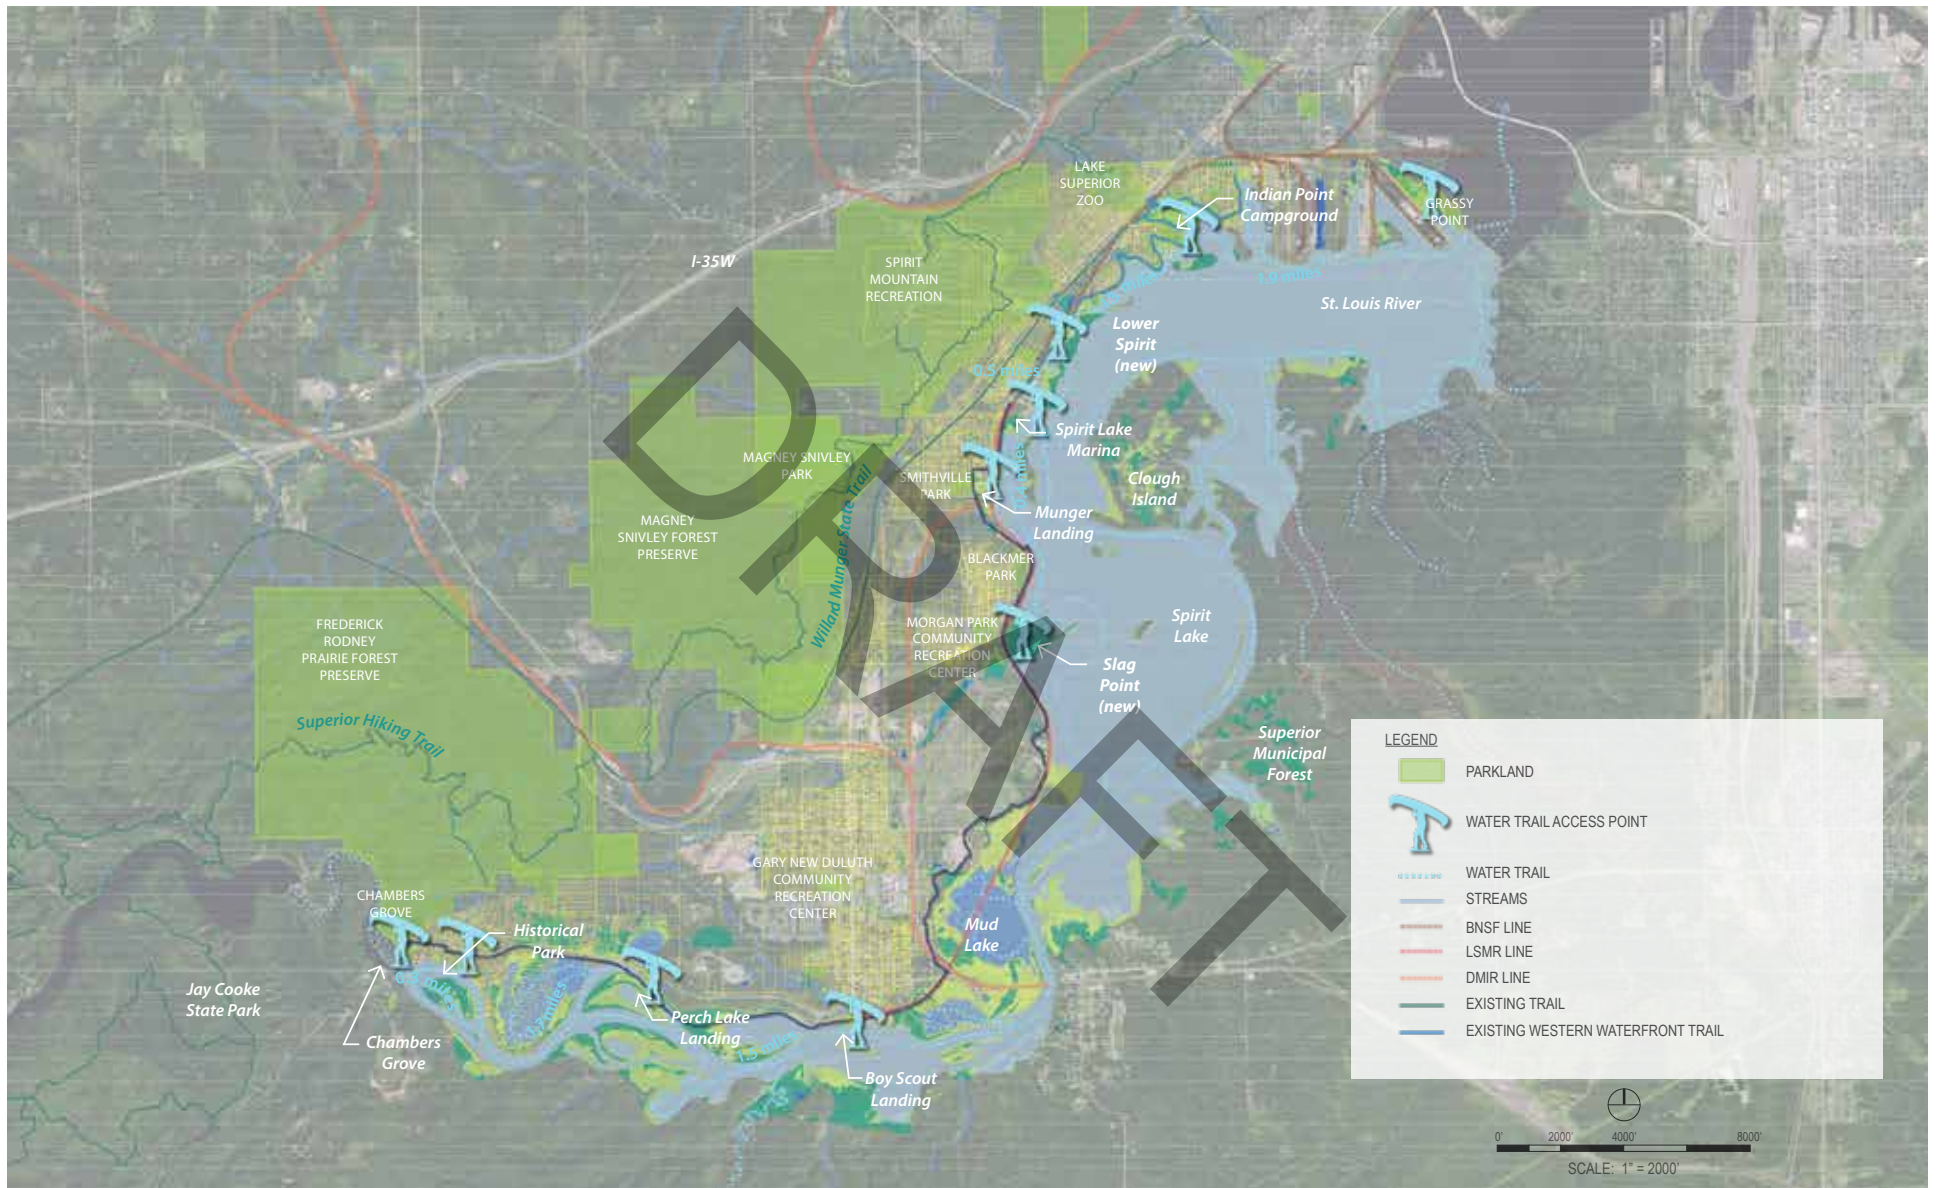 LAKE
SUPERIOR
ZOO
Indian Point
Campground
GRASSY
POINT
I-35W
SPIRIT
MOUNTAIN
RECREATION
1.9 miles
St. Louis River
Lower
Spirit
(new)
0.5 miles
Spirit Lake
Marina
MAGNEY SNIVLEY
PARK
SMITHVILLE
PARK
Clough
Island
Munger
Landing
MAGNEY
SNIVLEY FOREST
PRESERVE
Willard Munger State Trail
BLACKMER
PARK
FREDERICK
RODNEY
PRAIRIE FOREST
PRESERVE
MORGAN PARK
COMMUNITY
RECREATION
CENTER
Spirit
Lake
Slag
Point
(new)
Superior Hiking Trail
Superior
Municipal
Forest
GARY NEW DULUTH
COMMUNITY
RECREATION
CENTER
CHAMBERS
GROVE
Historical
Park
Mud
Lake
Jay Cooke
State Park
Chambers
Grove
Perch Lake
Landing
1.5 miles
Boy Scout
Landing
DRAFT
LEGEND
PARKLAND
WATER TRAIL ACCESS POINT
WATER TRAIL
STREAMS
BNSF LINE
LSMR LINE
DMIR LINE
EXISTING TRAIL
EXISTING WESTERN WATERFRONT TRAIL
0' 2000' 4000' 8000'
SCALE: 1" = 2000'